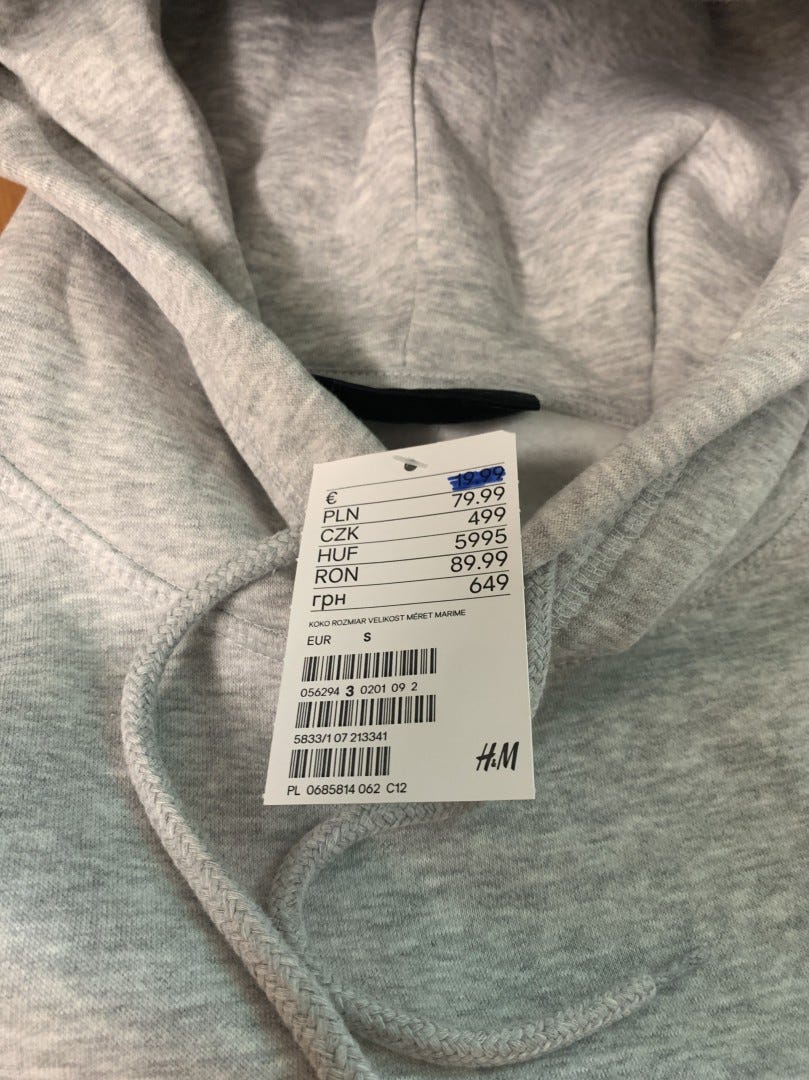 € 19.99
PLN 79.99
CZK 499
HUF 5995
RON 89.99
грн 649
KOKO ROZMIAR VELIKOST MÉRET MARIME
EUR S
056294 3 0201 09 2
5833/1 07 213341
H&M
PL 0685814 062 C12